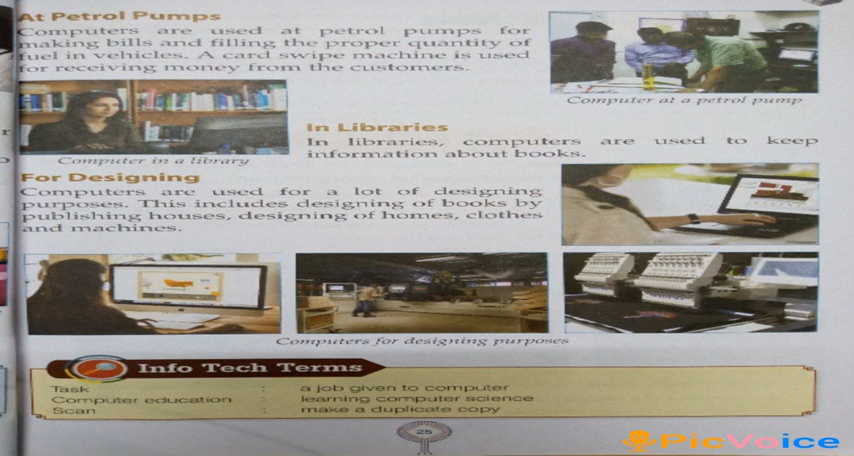 At Petrol Pumps
Computers are used at petrol pumps for
making bills and filling the proper quantity of
fuel in vehicles. A card swipe machine is used
for receiving money from the customers.
Computer at a petrol pump
In Libraries
In libraries, computers are used to keep
information about books.
Computer in a library
For Designing
Computers are used for a lot of designing
purposes. This includes designing of books by
publishing houses, designing of homes, clothes
and machines.
Computers for designing purposes
Info Tech Terms
Task : a job given to computer
Computer education : learning computer science
Scan : make a duplicate copy
25
PicVoice